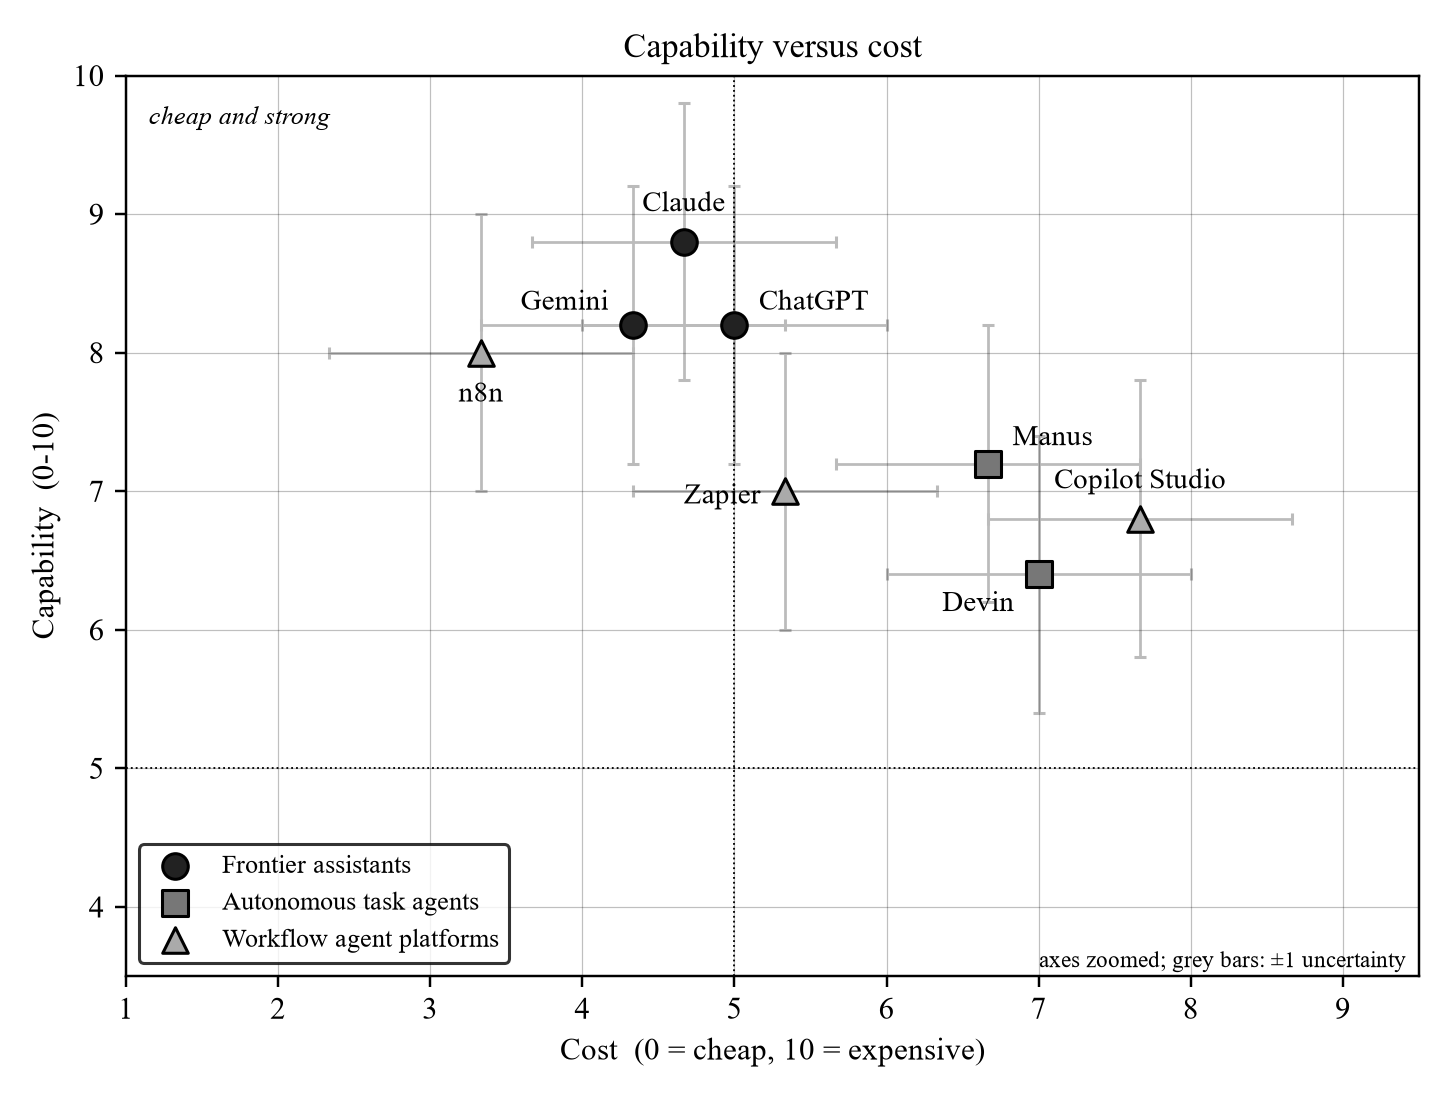 Capability versus cost
10
cheap and strong
9
Claude
Gemini
ChatGPT
8
n8n
Manus
Copilot Studio
7
Zapier
Devin
6
5
4
Capability (0-10)
Frontier assistants
Autonomous task agents
Workflow agent platforms
axes zoomed; grey bars: ±1 uncertainty
1 2 3 4 5 6 7 8 9
Cost (0 = cheap, 10 = expensive)